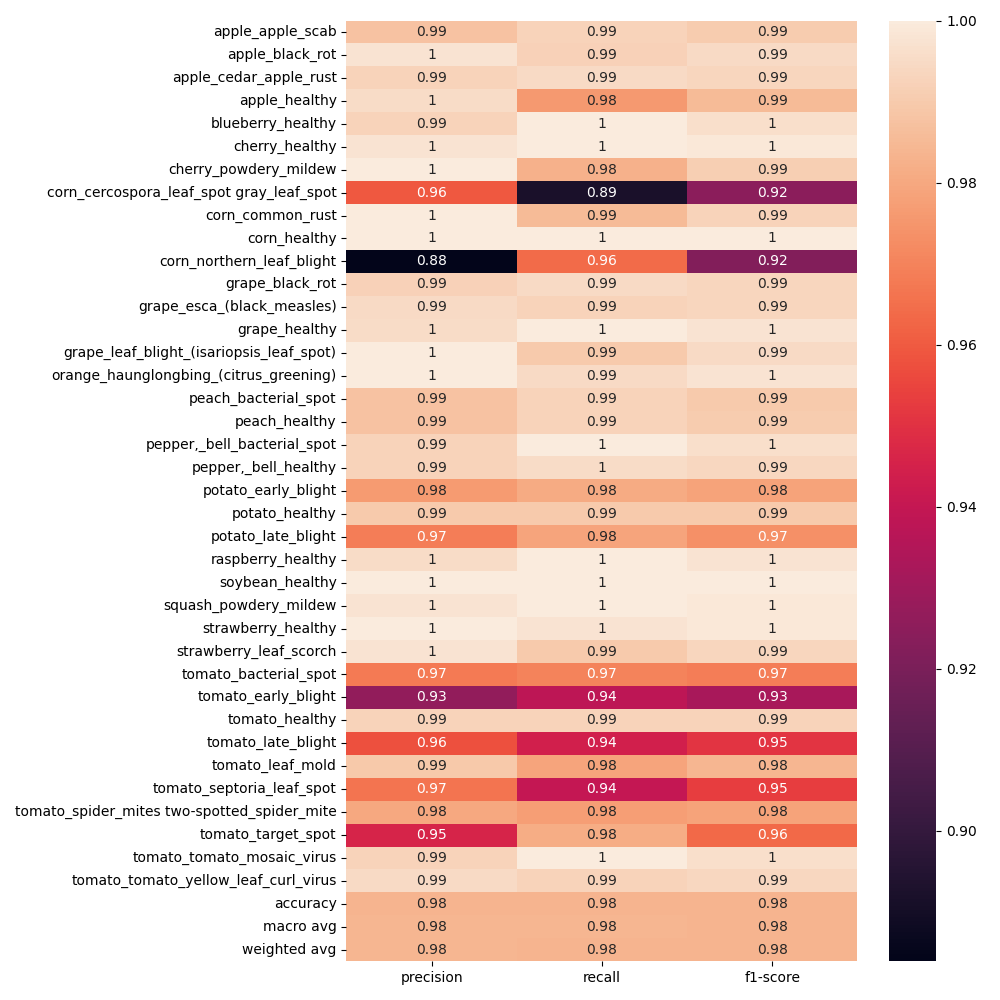 apple_apple_scab 0.99 0.99 0.99
apple_black_rot 1 0.99 0.99
apple_cedar_apple_rust 0.99 0.99 0.99
apple_healthy 1 0.98 0.99
blueberry_healthy 0.99 1 1
cherry_healthy 1 1 1
cherry_powdery_mildew 1 0.98 0.99
corn_cercospora_leaf_spot gray_leaf_spot 0.96 0.89 0.92
corn_common_rust 1 0.99 0.99
corn_healthy 1 1 1
corn_northern_leaf_blight 0.88 0.96 0.92
grape_black_rot 0.99 0.99 0.99
grape_esca_(black_measles) 0.99 0.99 0.99
grape_healthy 1 1 1
grape_leaf_blight_(isariopsis_leaf_spot) 1 0.99 0.99
orange_haunglongbing_(citrus_greening) 1 0.99 1
peach_bacterial_spot 0.99 0.99 0.99
peach_healthy 0.99 0.99 0.99
pepper,_bell_bacterial_spot 0.99 1 1
pepper,_bell_healthy 0.99 1 0.99
potato_early_blight 0.98 0.98 0.98
potato_healthy 0.99 0.99 0.99
potato_late_blight 0.97 0.98 0.97
raspberry_healthy 1 1 1
soybean_healthy 1 1 1
squash_powdery_mildew 1 1 1
strawberry_healthy 1 1 1
strawberry_leaf_scorch 1 0.99 0.99
tomato_bacterial_spot 0.97 0.97 0.97
tomato_early_blight 0.93 0.94 0.93
tomato_healthy 0.99 0.99 0.99
tomato_late_blight 0.96 0.94 0.95
tomato_leaf_mold 0.99 0.98 0.98
tomato_septoria_leaf_spot 0.97 0.94 0.95
tomato_spider_mites two-spotted_spider_mite 0.98 0.98 0.98
tomato_target_spot 0.95 0.98 0.96
tomato_tomato_mosaic_virus 0.99 1 1
tomato_tomato_yellow_leaf_curl_virus 0.99 0.99 0.99
accuracy 0.98 0.98 0.98
macro avg 0.98 0.98 0.98
weighted avg 0.98 0.98 0.98
precision recall f1-score
1.00
0.98
0.96
0.94
0.92
0.90